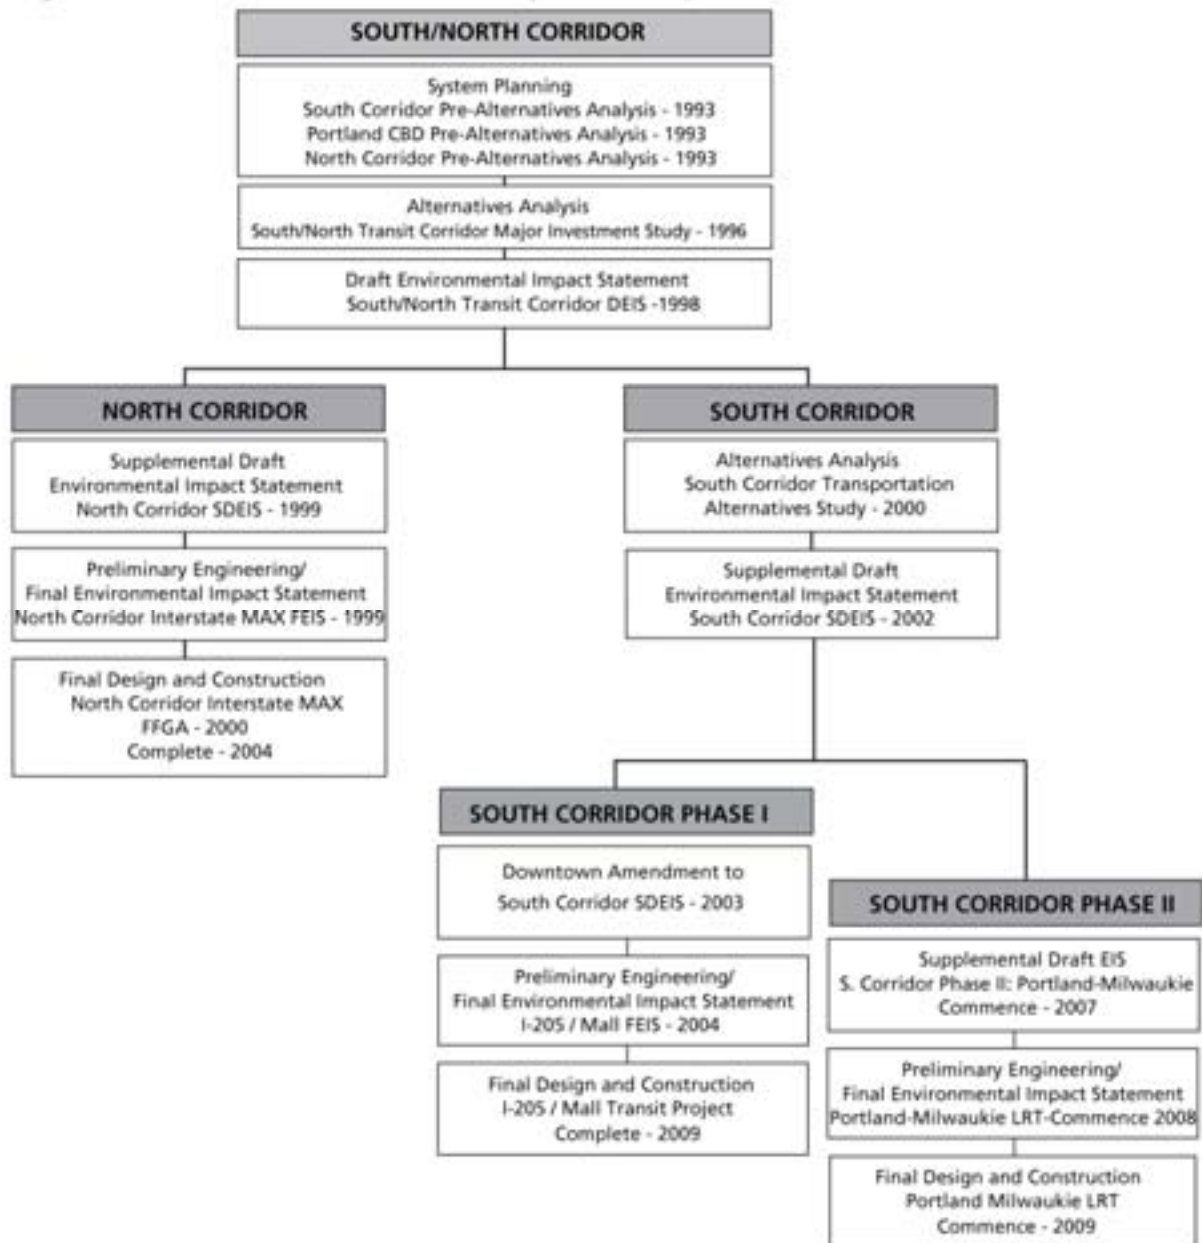 SOUTH/NORTH CORRIDOR
System Planning
South Corridor Pre-Alternatives Analysis - 1993
Portland CBD Pre-Alternatives Analysis - 1993
North Corridor Pre-Alternatives Analysis - 1993
Alternatives Analysis
South/North Transit Corridor Major Investment Study - 1996
Draft Environmental Impact Statement
South/North Transit Corridor DEIS -1998
NORTH CORRIDOR
Supplemental Draft
Environmental Impact Statement
North Corridor SDEIS - 1999
Preliminary Engineering/
Final Environmental Impact Statement
North Corridor Interstate MAX FEIS - 1999
Final Design and Construction
North Corridor Interstate MAX
FFGA - 2000
Complete - 2004
SOUTH CORRIDOR
Alternatives Analysis
South Corridor Transportation
Alternatives Study - 2000
Supplemental Draft
Environmental Impact Statement
South Corridor SDEIS - 2002
SOUTH CORRIDOR PHASE I
Downtown Amendment to
South Corridor SDEIS - 2003
Preliminary Engineering/
Final Environmental Impact Statement
I-205 / Mall FEIS - 2004
Final Design and Construction
I-205 / Mall Transit Project
Complete - 2009
SOUTH CORRIDOR PHASE II
Supplemental Draft EIS
S. Corridor Phase II: Portland-Milwaukie
Commence - 2007
Preliminary Engineering/
Final Environmental Impact Statement
Portland-Milwaukie LRT-Commence 2008
Final Design and Construction
Portland Milwaukie LRT
Commence - 2009